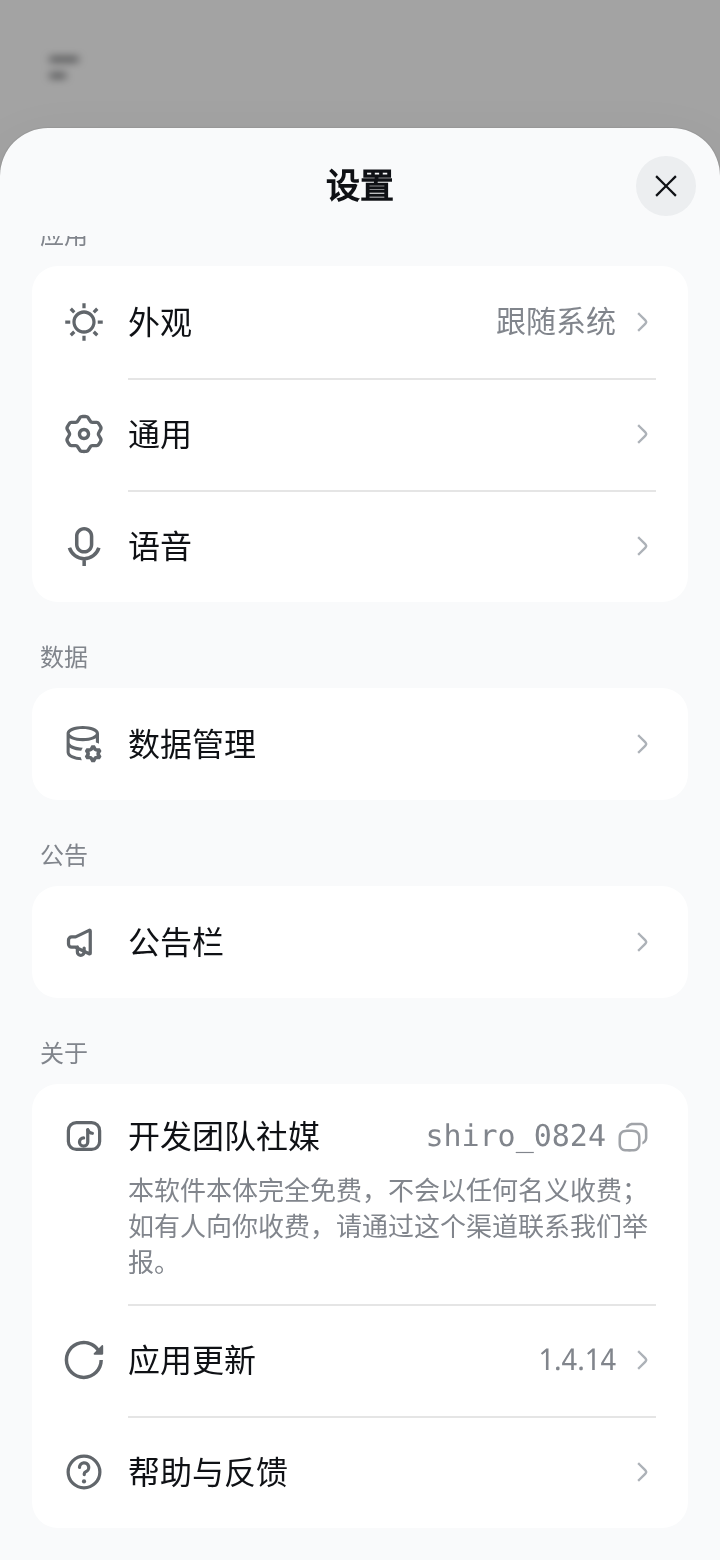 设置
应用
外观
跟随系统
通用
语音
数据
数据管理
公告
公告栏
关于
开发团队社媒
shiro_0824
本软件本体完全免费，不会以任何名义收费；
如有人向你收费，请通过这个渠道联系我们举
报。
应用更新
1.4.14
帮助与反馈